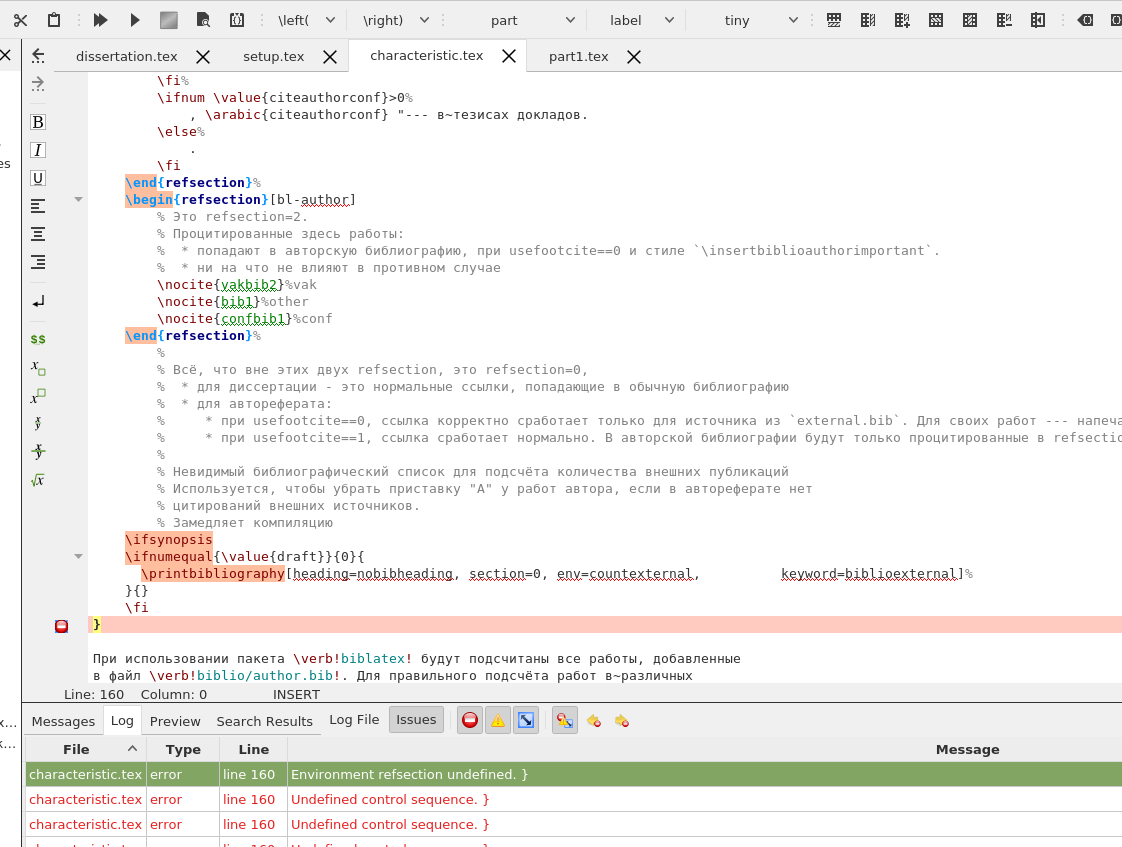 \left( \right) part label tiny
dissertation.tex setup.tex characteristic.tex part1.tex
\fi%
\ifnum \value{citeauthorconf}>0%
, \arabic{citeauthorconf} "--- в~тезисах докладов.
\else%
.
\fi
\end{refsection}%
\begin{refsection}[bl-author]
% Это refsection=2.
% Процитированные здесь работы:
%  * попадают в авторскую библиографию, при usefootcite==0 и стиле `\insertbiblioauthorimportant`.
%  * ни на что не влияют в противном случае
\nocite{vakbib2}%vak
\nocite{bib1}%other
\nocite{confbib1}%conf
\end{refsection}%
%
% Всё, что вне этих двух refsection, это refsection=0,
%  * для диссертации - это нормальные ссылки, попадающие в обычную библиографию
%  * для автореферата:
%     * при usefootcite==0, ссылка корректно сработает только для источника из `external.bib`. Для своих работ --- напеча
%     * при usefootcite==1, ссылка сработает нормально. В авторской библиографии будут только процитированные в refsectio
%
% Невидимый библиографический список для подсчёта количества внешних публикаций
% Используется, чтобы убрать приставку "А" у работ автора, если в автореферате нет
% цитирований внешних источников.
% Замедляет компиляцию
\ifsynopsis
\ifnumequal{\value{draft}}{0}{
\printbibliography[heading=nobibheading, section=0, env=countexternal,          keyword=biblioexternal]%
}{}
\fi
}
При использовании пакета \verb!biblatex! будут подсчитаны все работы, добавленные
в файл \verb!biblio/author.bib!. Для правильного подсчёта работ в~различных
Line: 160 Column: 0 INSERT
Messages Log Preview Search Results Log File Issues
File Type Line Message
characteristic.tex error line 160 Environment refsection undefined. }
characteristic.tex error line 160 Undefined control sequence. }
characteristic.tex error line 160 Undefined control sequence. }